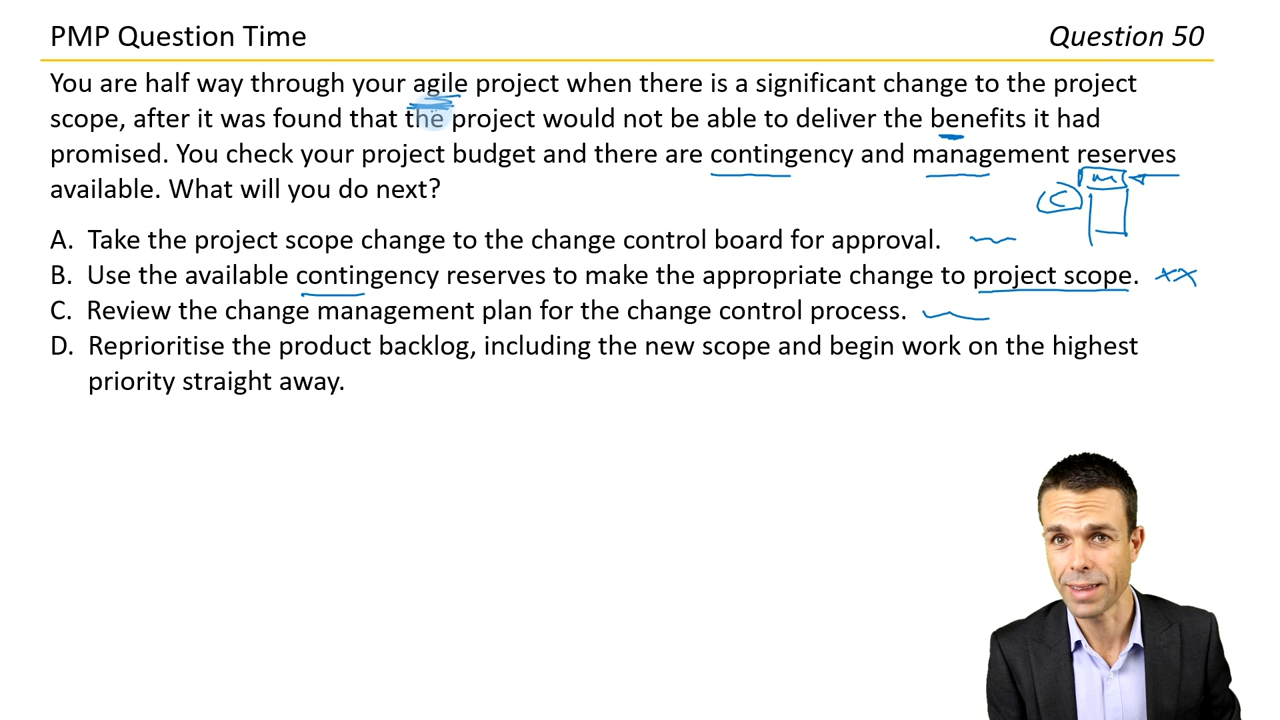 PMP Question Time
Question 50
You are half way through your agile project when there is a significant change to the project
scope, after it was found that the project would not be able to deliver the benefits it had
promised. You check your project budget and there are contingency and management reserves
available. What will you do next?
m
C
A. Take the project scope change to the change control board for approval.
B. Use the available contingency reserves to make the appropriate change to project scope. xx
C. Review the change management plan for the change control process.
D. Reprioritise the product backlog, including the new scope and begin work on the highest
priority straight away.